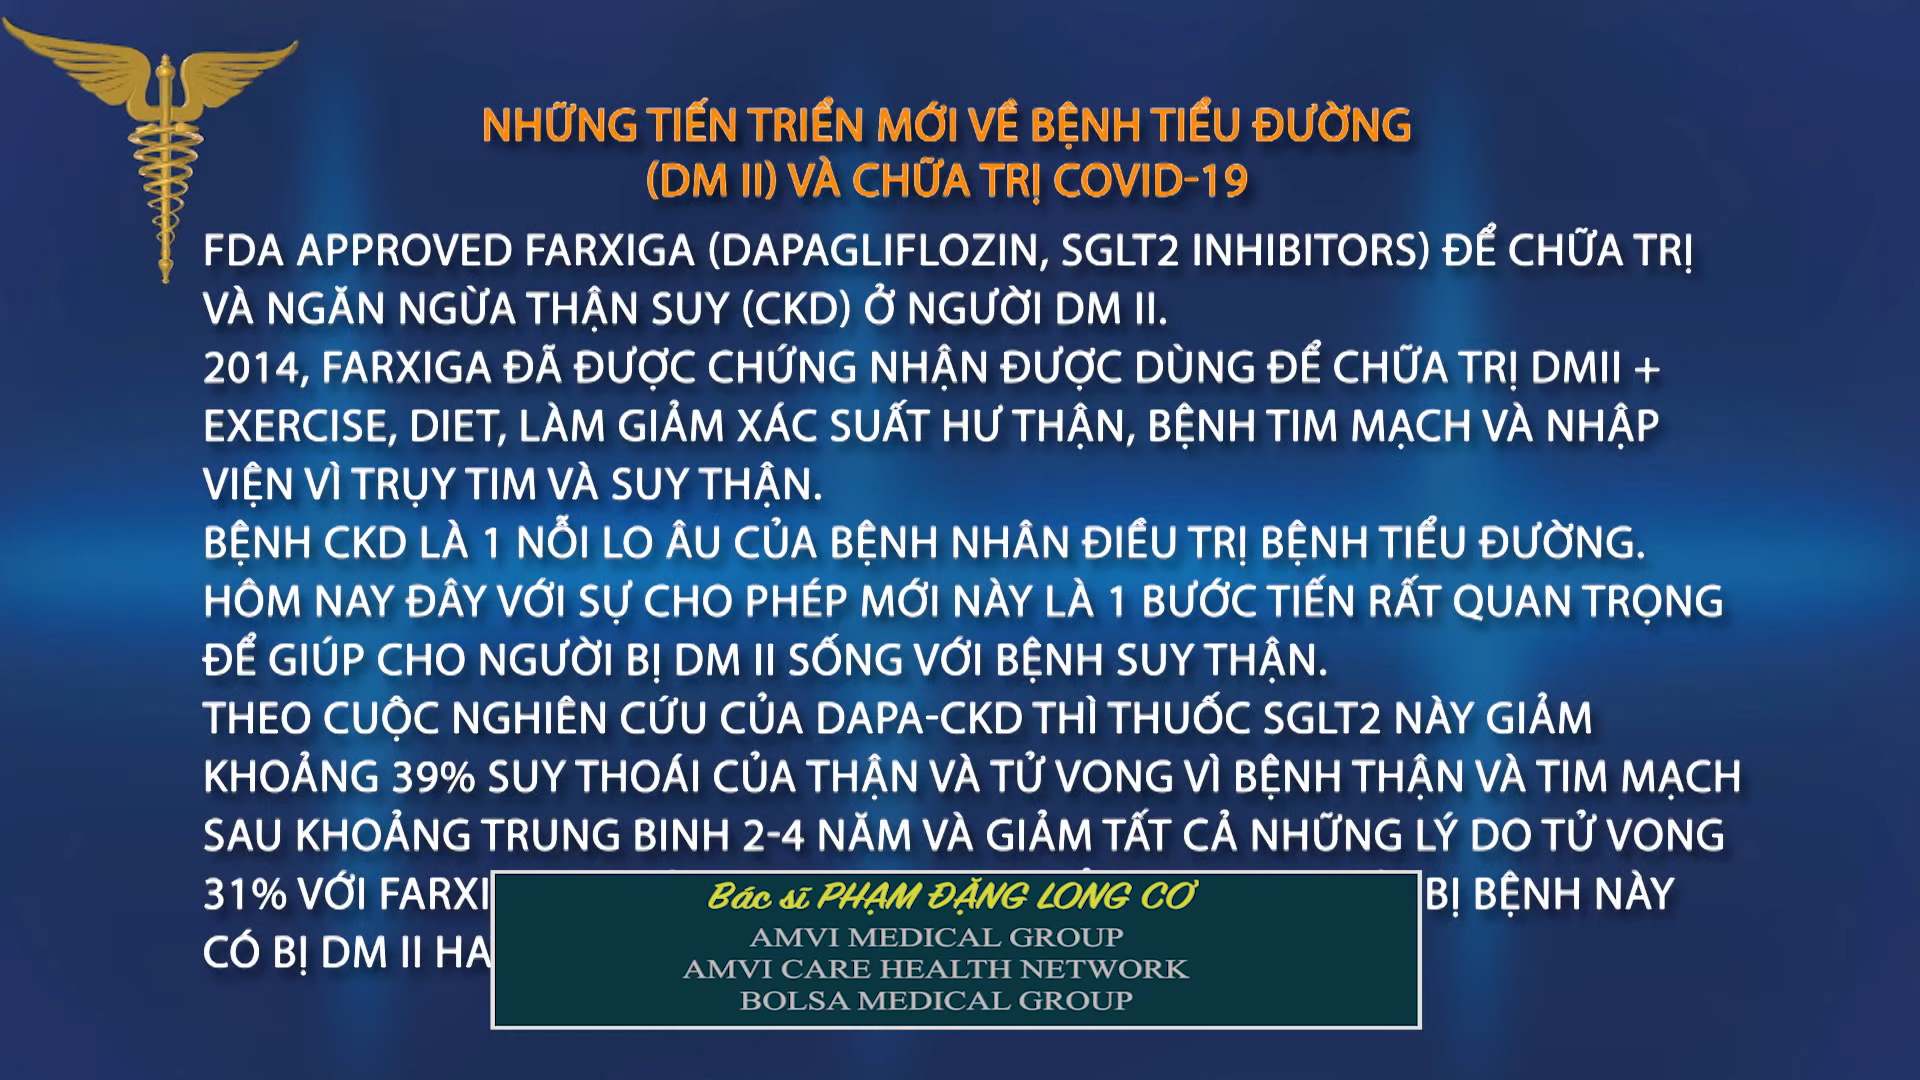 NHỮNG TIẾN TRIỂN MỚI VỀ BỆNH TIỂU ĐƯỜNG
(DM II) VÀ CHỮA TRỊ COVID-19
FDA APPROVED FARXIGA (DAPAGLIFLOZIN, SGLT2 INHIBITORS) ĐỂ CHỮA TRỊ
VÀ NGĂN NGỪA THẬN SUY (CKD) Ở NGƯỜI DM II.
2014, FARXIGA ĐÃ ĐƯỢC CHỨNG NHẬN ĐƯỢC DÙNG ĐỂ CHỮA TRỊ DMII +
EXERCISE, DIET, LÀM GIẢM XÁC SUẤT HƯ THẬN, BỆNH TIM MẠCH VÀ NHẬP
VIỆN VÌ TRỤY TIM VÀ SUY THẬN.
BỆNH CKD LÀ 1 NỖI LO ÂU CỦA BỆNH NHÂN ĐIỀU TRỊ BỆNH TIỂU ĐƯỜNG.
HÔM NAY ĐÂY VỚI SỰ CHO PHÉP MỚI NÀY LÀ 1 BƯỚC TIẾN RẤT QUAN TRỌNG
ĐỂ GIÚP CHO NGƯỜI BỊ DM II SỐNG VỚI BỆNH SUY THẬN.
THEO CUỘC NGHIÊN CỨU CỦA DAPA-CKD THÌ THUỐC SGLT2 NÀY GIẢM
KHOẢNG 39% SUY THOÁI CỦA THẬN VÀ TỬ VONG VÌ BỆNH THẬN VÀ TIM MẠCH
SAU KHOẢNG TRUNG BINH 2-4 NĂM VÀ GIẢM TẤT CẢ NHỮNG LÝ DO TỬ VONG
31% VỚI BỊ BỆNH NÀY
CÓ BỊ DM II
Bác sĩ PHẠM ĐẶNG LONG CƠ
AMVI MEDICAL GROUP
AMVI CARE HEALTH NETWORK
BOLSA MEDICAL GROUP